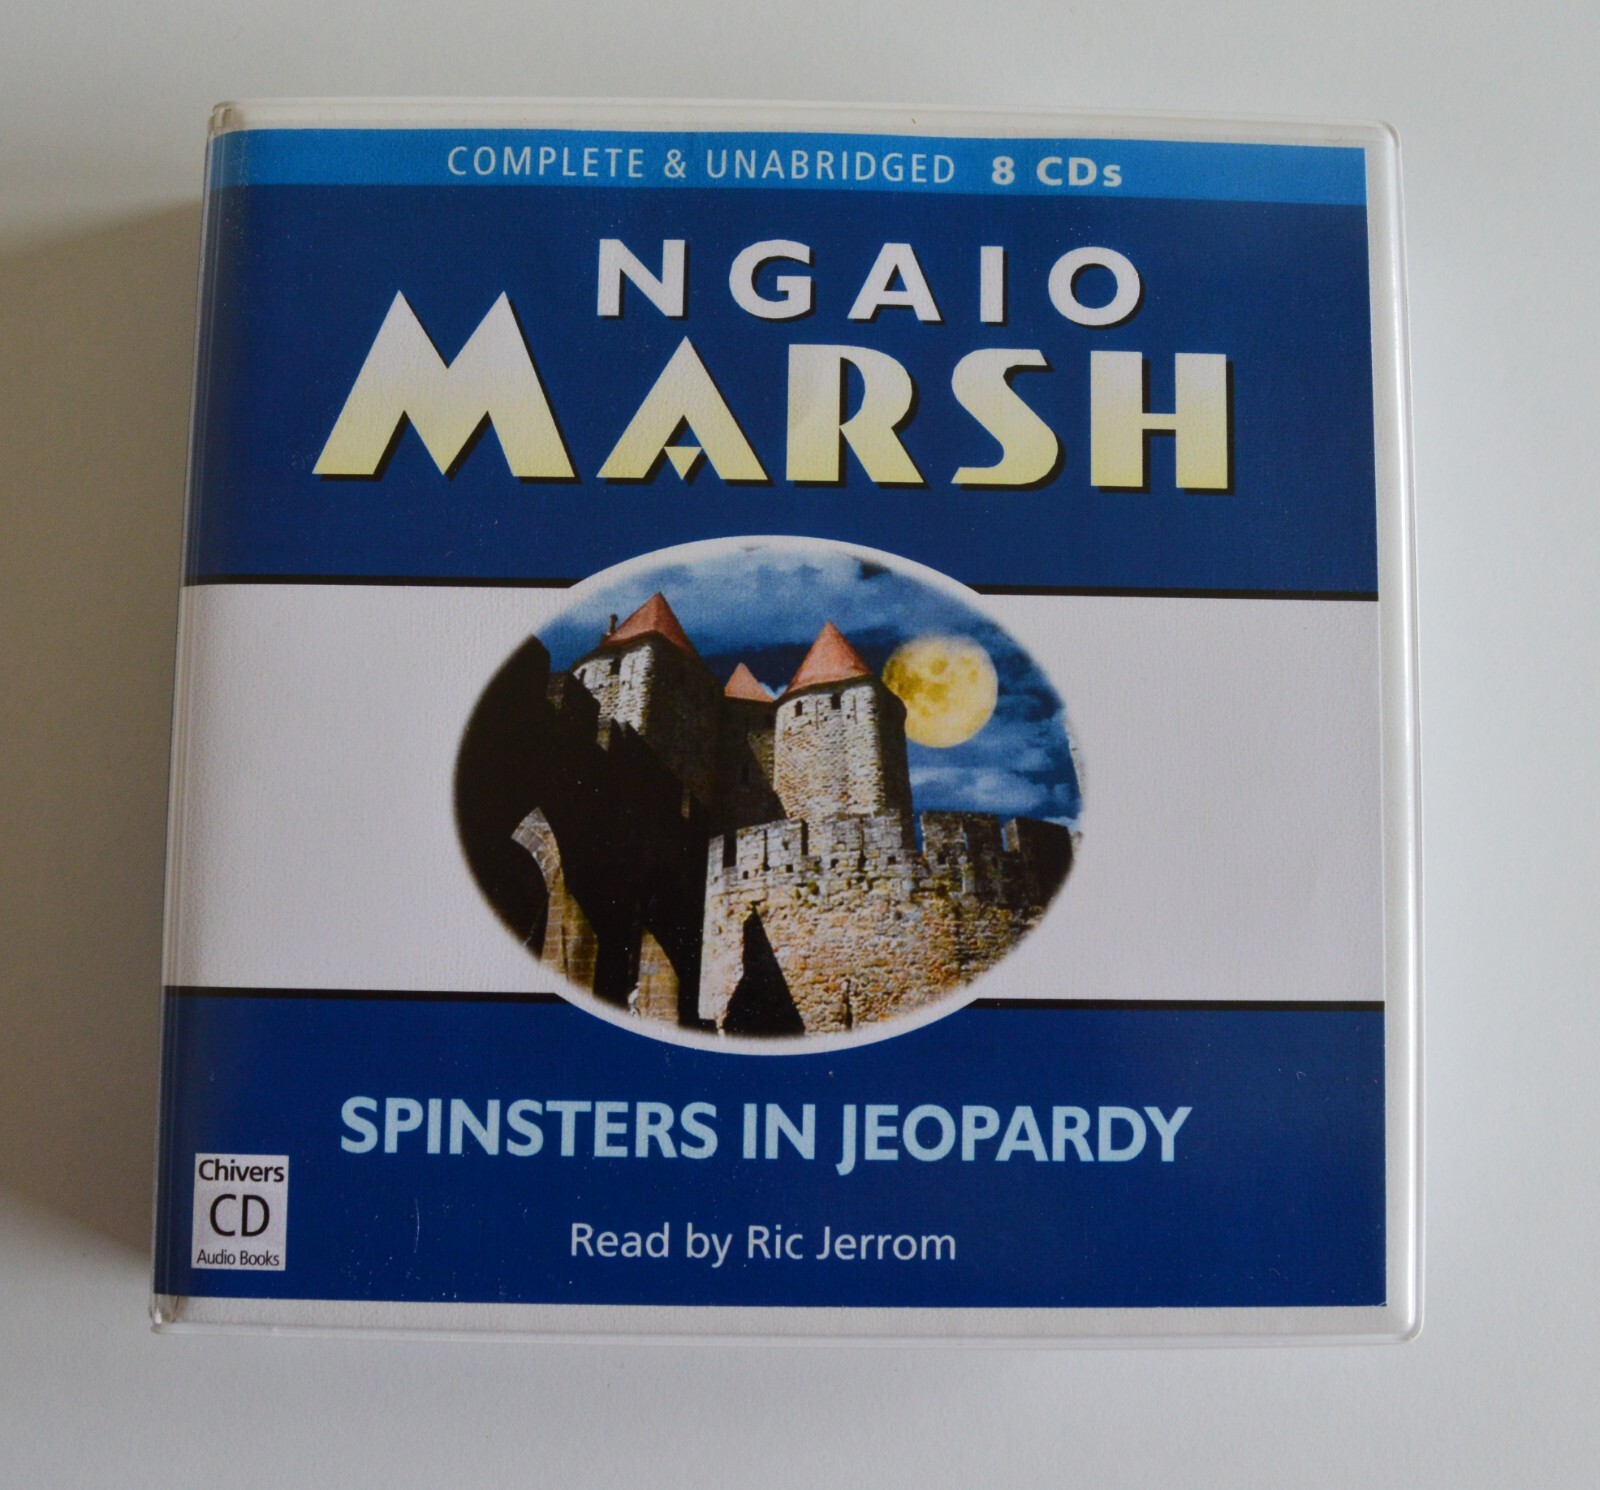 COMPLETE & UNABRIDGED 8 CDs
NGAIO
MARSH
SPINSTERS IN JEOPARDY
Chivers
CD
Audio Books
Read by Ric Jerrom